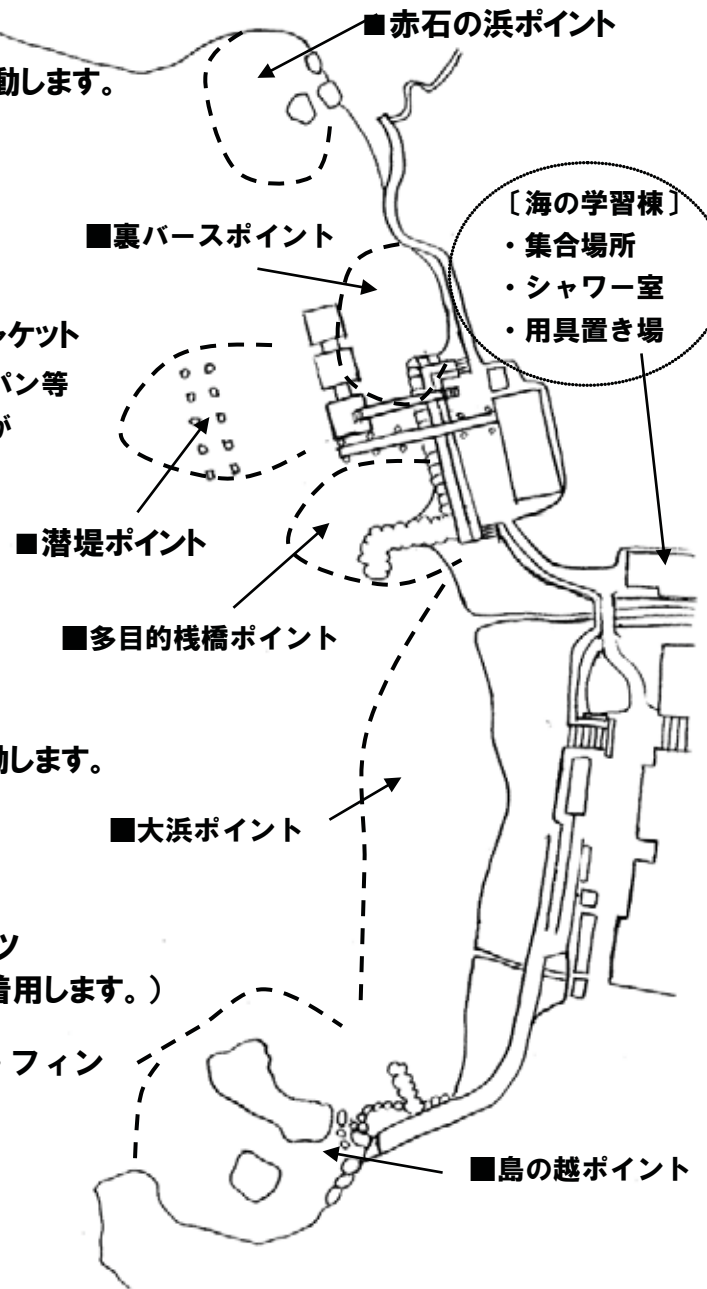 ■赤石の浜ポイント
動します。
〔海の学習棟〕
・集合場所
・シャワー室
・用具置き場
■裏バースポイント
ャケット
パン等
が
■潜堤ポイント
■多目的桟橋ポイント
動します。
■大浜ポイント
ツ
着用します。）
フィン
■島の越ポイント